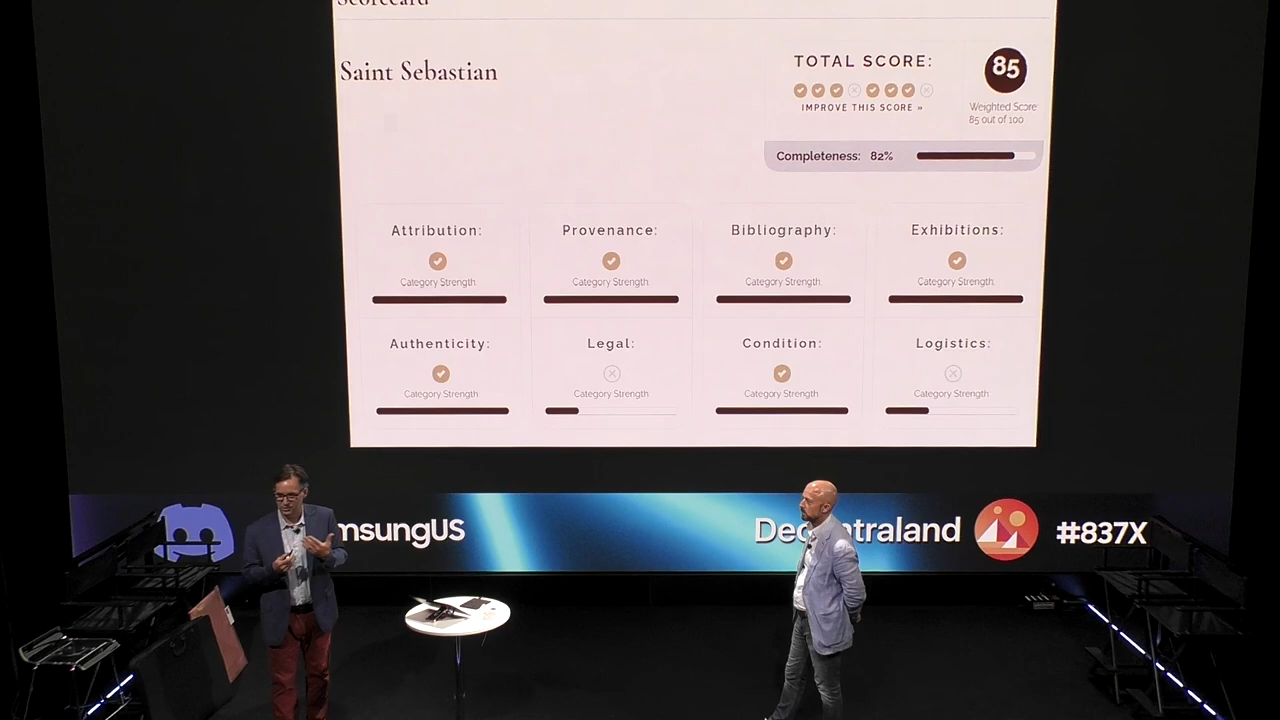 Scorecard
Saint Sebastian
TOTAL SCORE:
IMPROVE THIS SCORE »
85
Weighted Score
85 out of 100
Completeness: 82%
Attribution:
Category Strength
Provenance:
Category Strength
Bibliography:
Category Strength
Exhibitions:
Category Strength
Authenticity:
Category Strength
Legal:
Category Strength
Condition:
Category Strength
Logistics:
Category Strength
msungUS
Decentraland
#837X